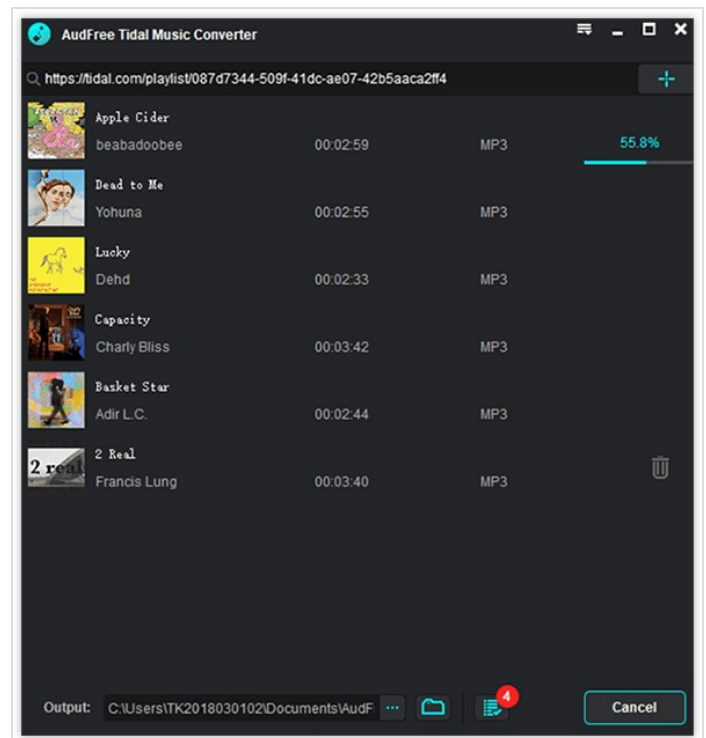 AudFree Tidal Music Converter
https://tidal.com/playlist/087d7344-509f-41dc-ae07-42b5aaca2ff4
Apple Cider
beabadoobee 00:02:59 MP3 55.8%
Dead to Me
Yohuna 00:02:55 MP3
Lucky
Dehd 00:02:33 MP3
Capacity
Charly Bliss 00:03:42 MP3
Basket Star
Adir L.C. 00:02:44 MP3
2 real
2 Real
Francis Lung 00:03:40 MP3
4
Output: C:\Users\TK2018030102\Documents\AudF ... Cancel